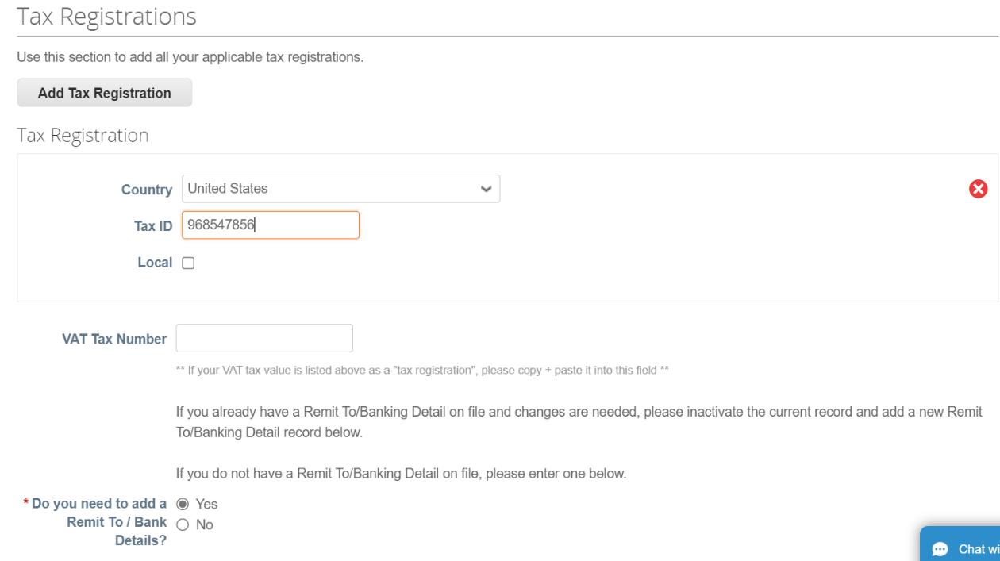 Tax Registrations
Use this section to add all your applicable tax registrations.
Add Tax Registration
Tax Registration
Country United States
Tax ID 968547856
Local
VAT Tax Number
** If your VAT tax value is listed above as a "tax registration", please copy + paste it into this field **
If you already have a Remit To/Banking Detail on file and changes are needed, please inactivate the current record and add a new Remit
To/Banking Detail record below.
If you do not have a Remit To/Banking Detail on file, please enter one below.
* Do you need to add a Yes
Remit To / Bank No
Details?
Chat wi